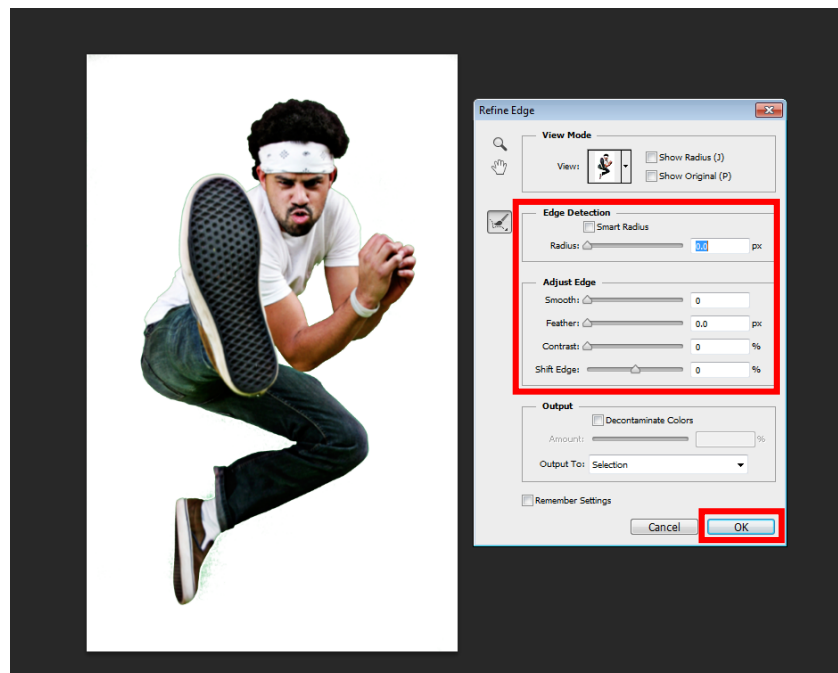 Refine Edge
View Mode
View:
Show Radius (J)
Show Original (P)
Edge Detection
Smart Radius
Radius: 0.0 px
Adjust Edge
Smooth: 0
Feather: 0.0 px
Contrast: 0 %
Shift Edge: 0 %
Output
Decontaminate Colors
Amount: %
Output To: Selection
Remember Settings
Cancel OK